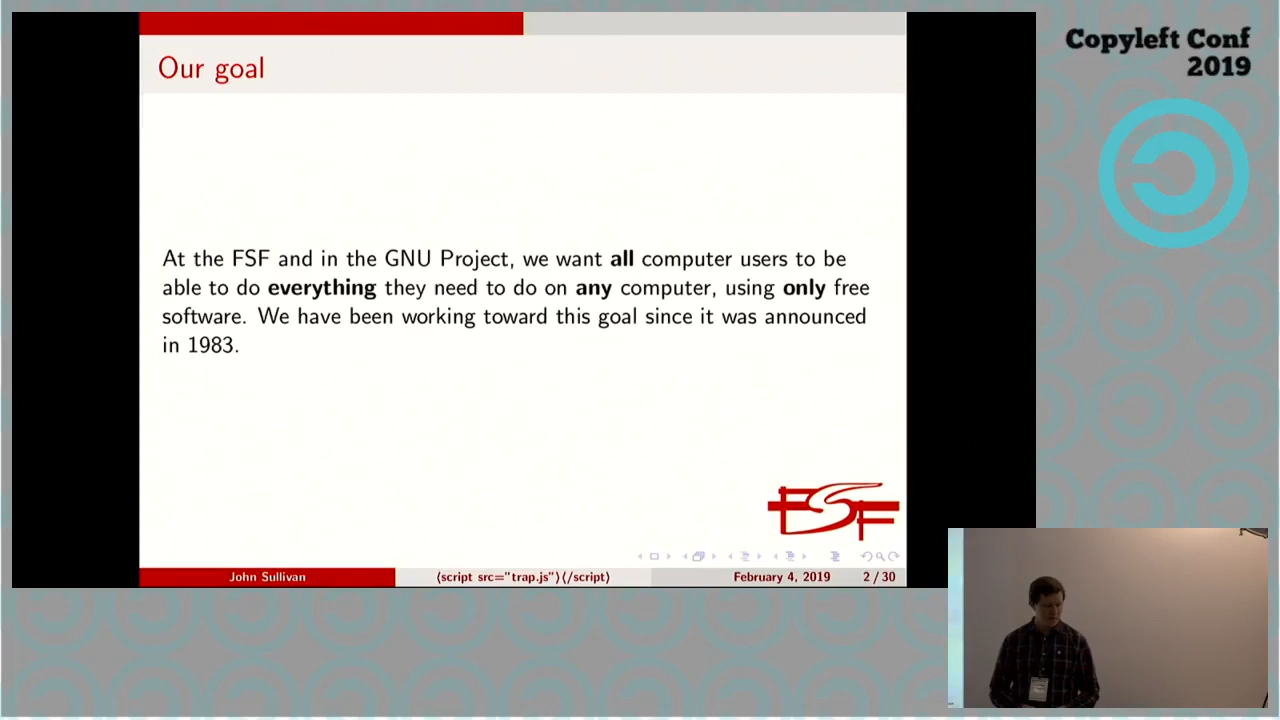 Copyleft Conf
2019
Our goal
At the FSF and in the GNU Project, we want all computer users to be
able to do everything they need to do on any computer, using only free
software. We have been working toward this goal since it was announced
in 1983.
FSF
John Sullivan
⟨script src="trap.js"⟩⟨/script⟩
February 4, 2019
2 / 30